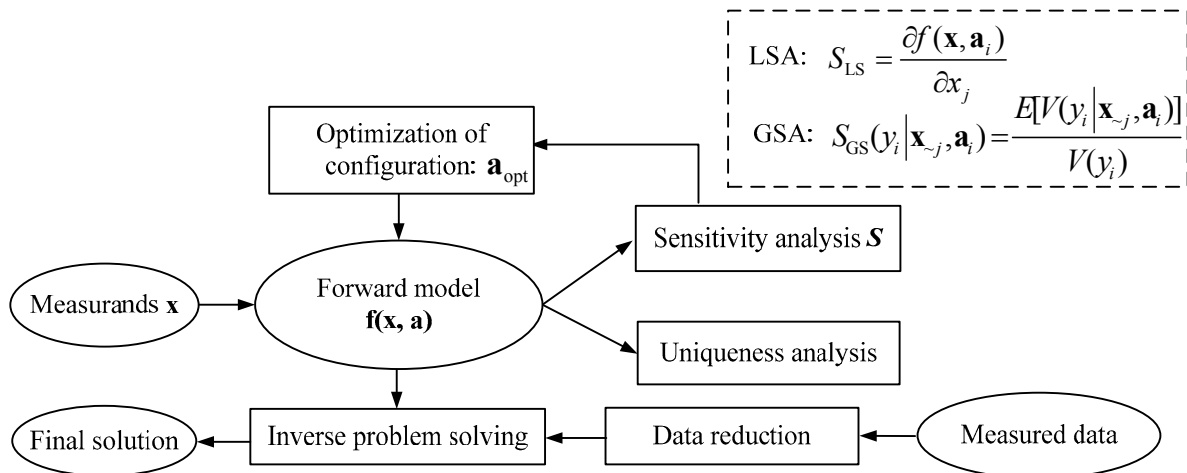 LSA: S_LS = ∂f(x, a_i) / ∂x_j
GSA: S_GS(y_i|x_~j, a_i) = E[V(y_i|x_~j, a_i)] / V(y_i)
Optimization of
configuration: a_opt
Sensitivity analysis S
Measurands x
Forward model
f(x, a)
Uniqueness analysis
Final solution
Inverse problem solving
Data reduction
Measured data